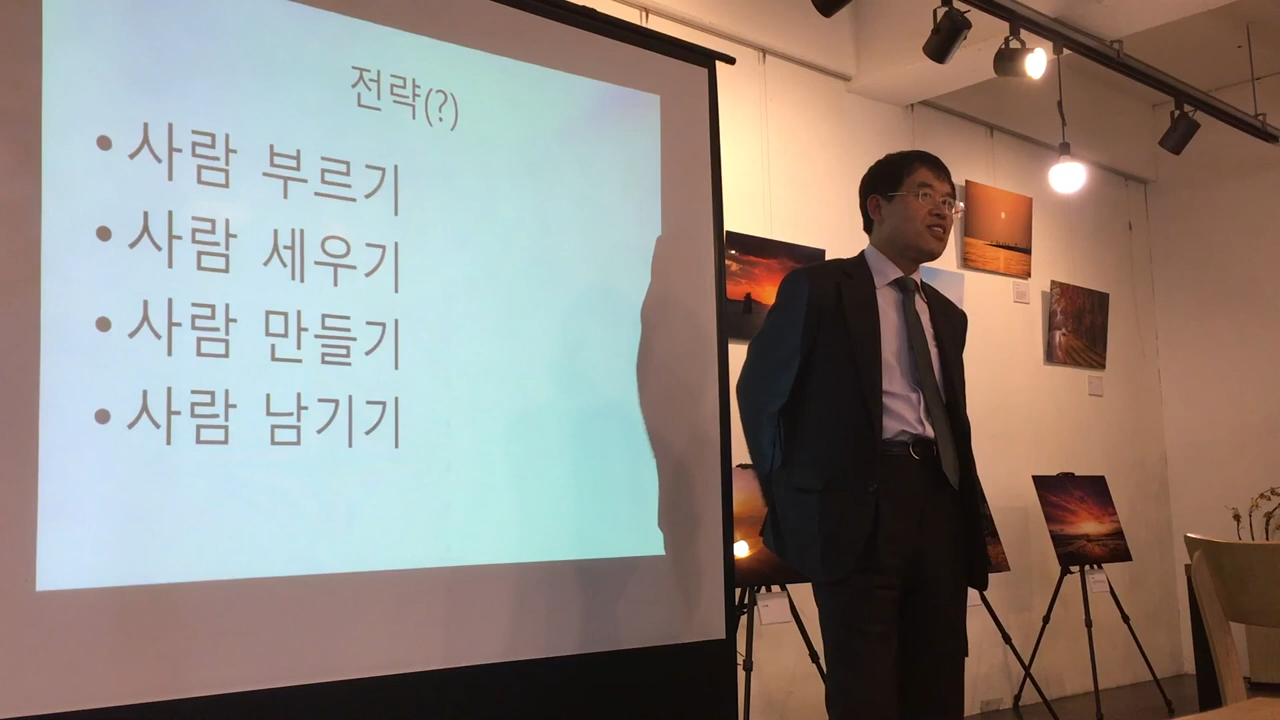 전략(?)
• 사람 부르기
• 사람 세우기
• 사람 만들기
• 사람 남기기